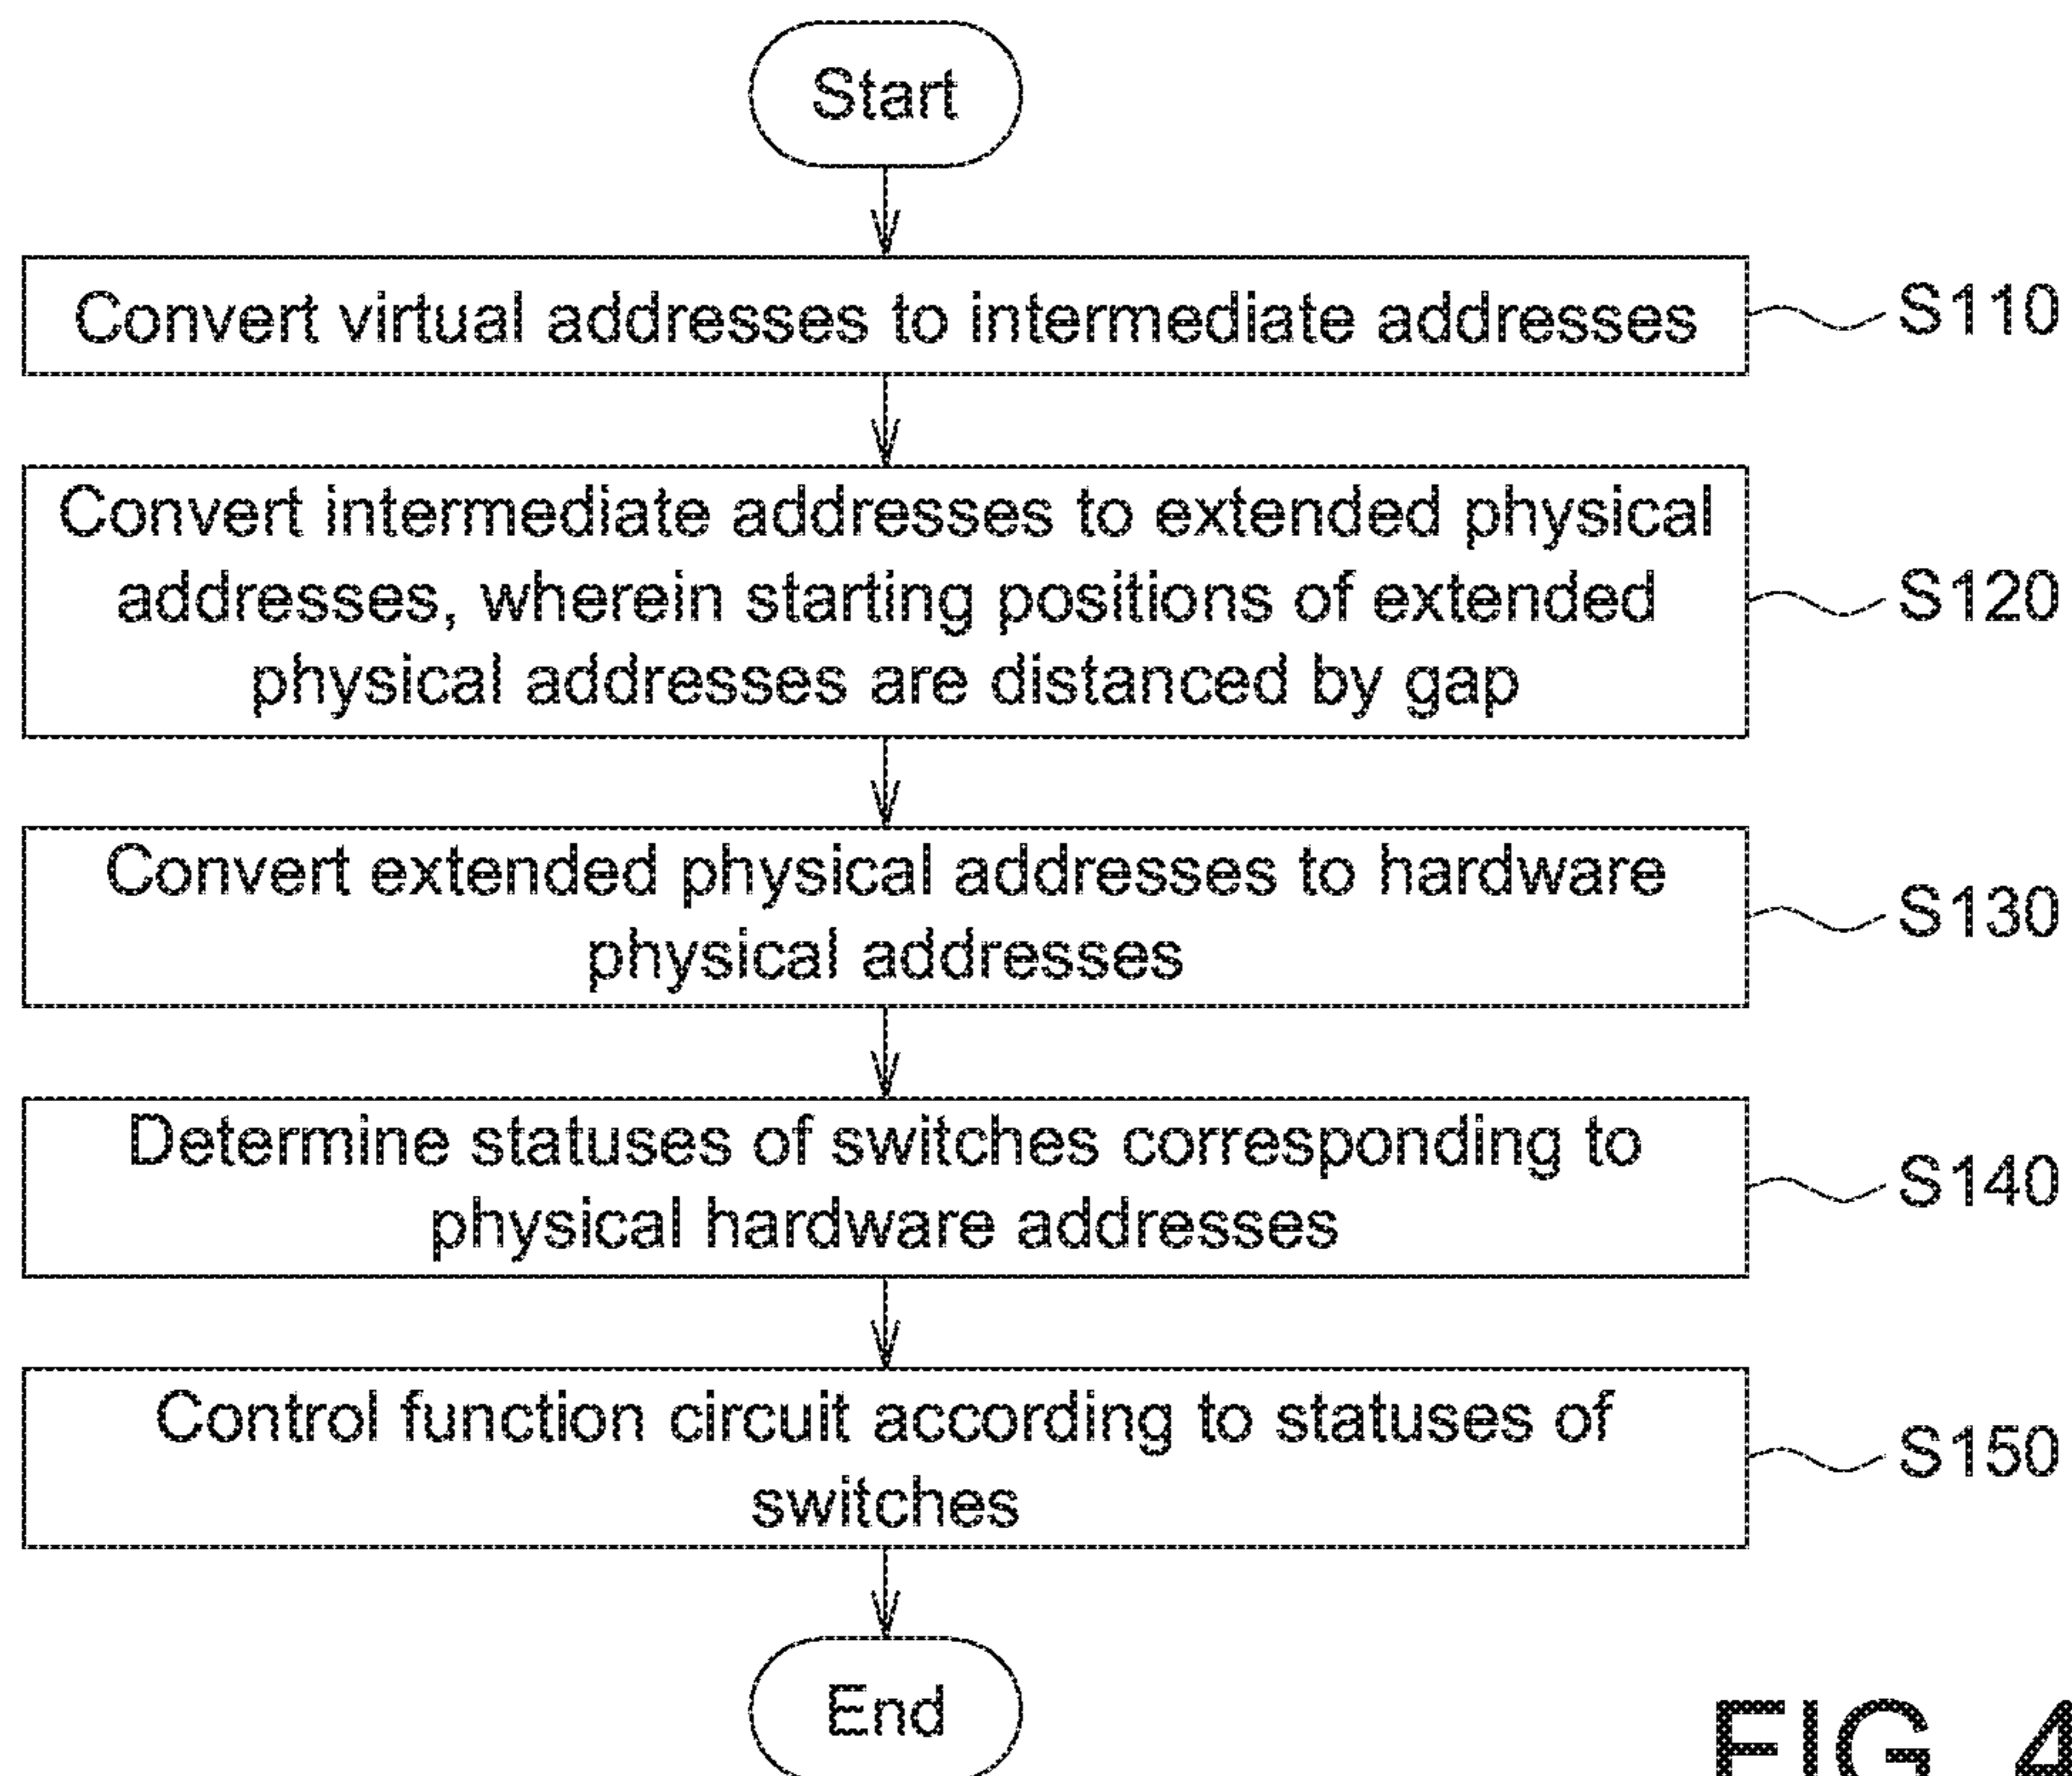 Start
Convert virtual addresses to intermediate addresses
S110
Convert intermediate addresses to extended physical
addresses, wherein starting positions of extended
physical addresses are distanced by gap
S120
Convert extended physical addresses to hardware
physical addresses
S130
Determine statuses of switches corresponding to
physical hardware addresses
S140
Control function circuit according to statuses of
switches
S150
End
FIG. 4